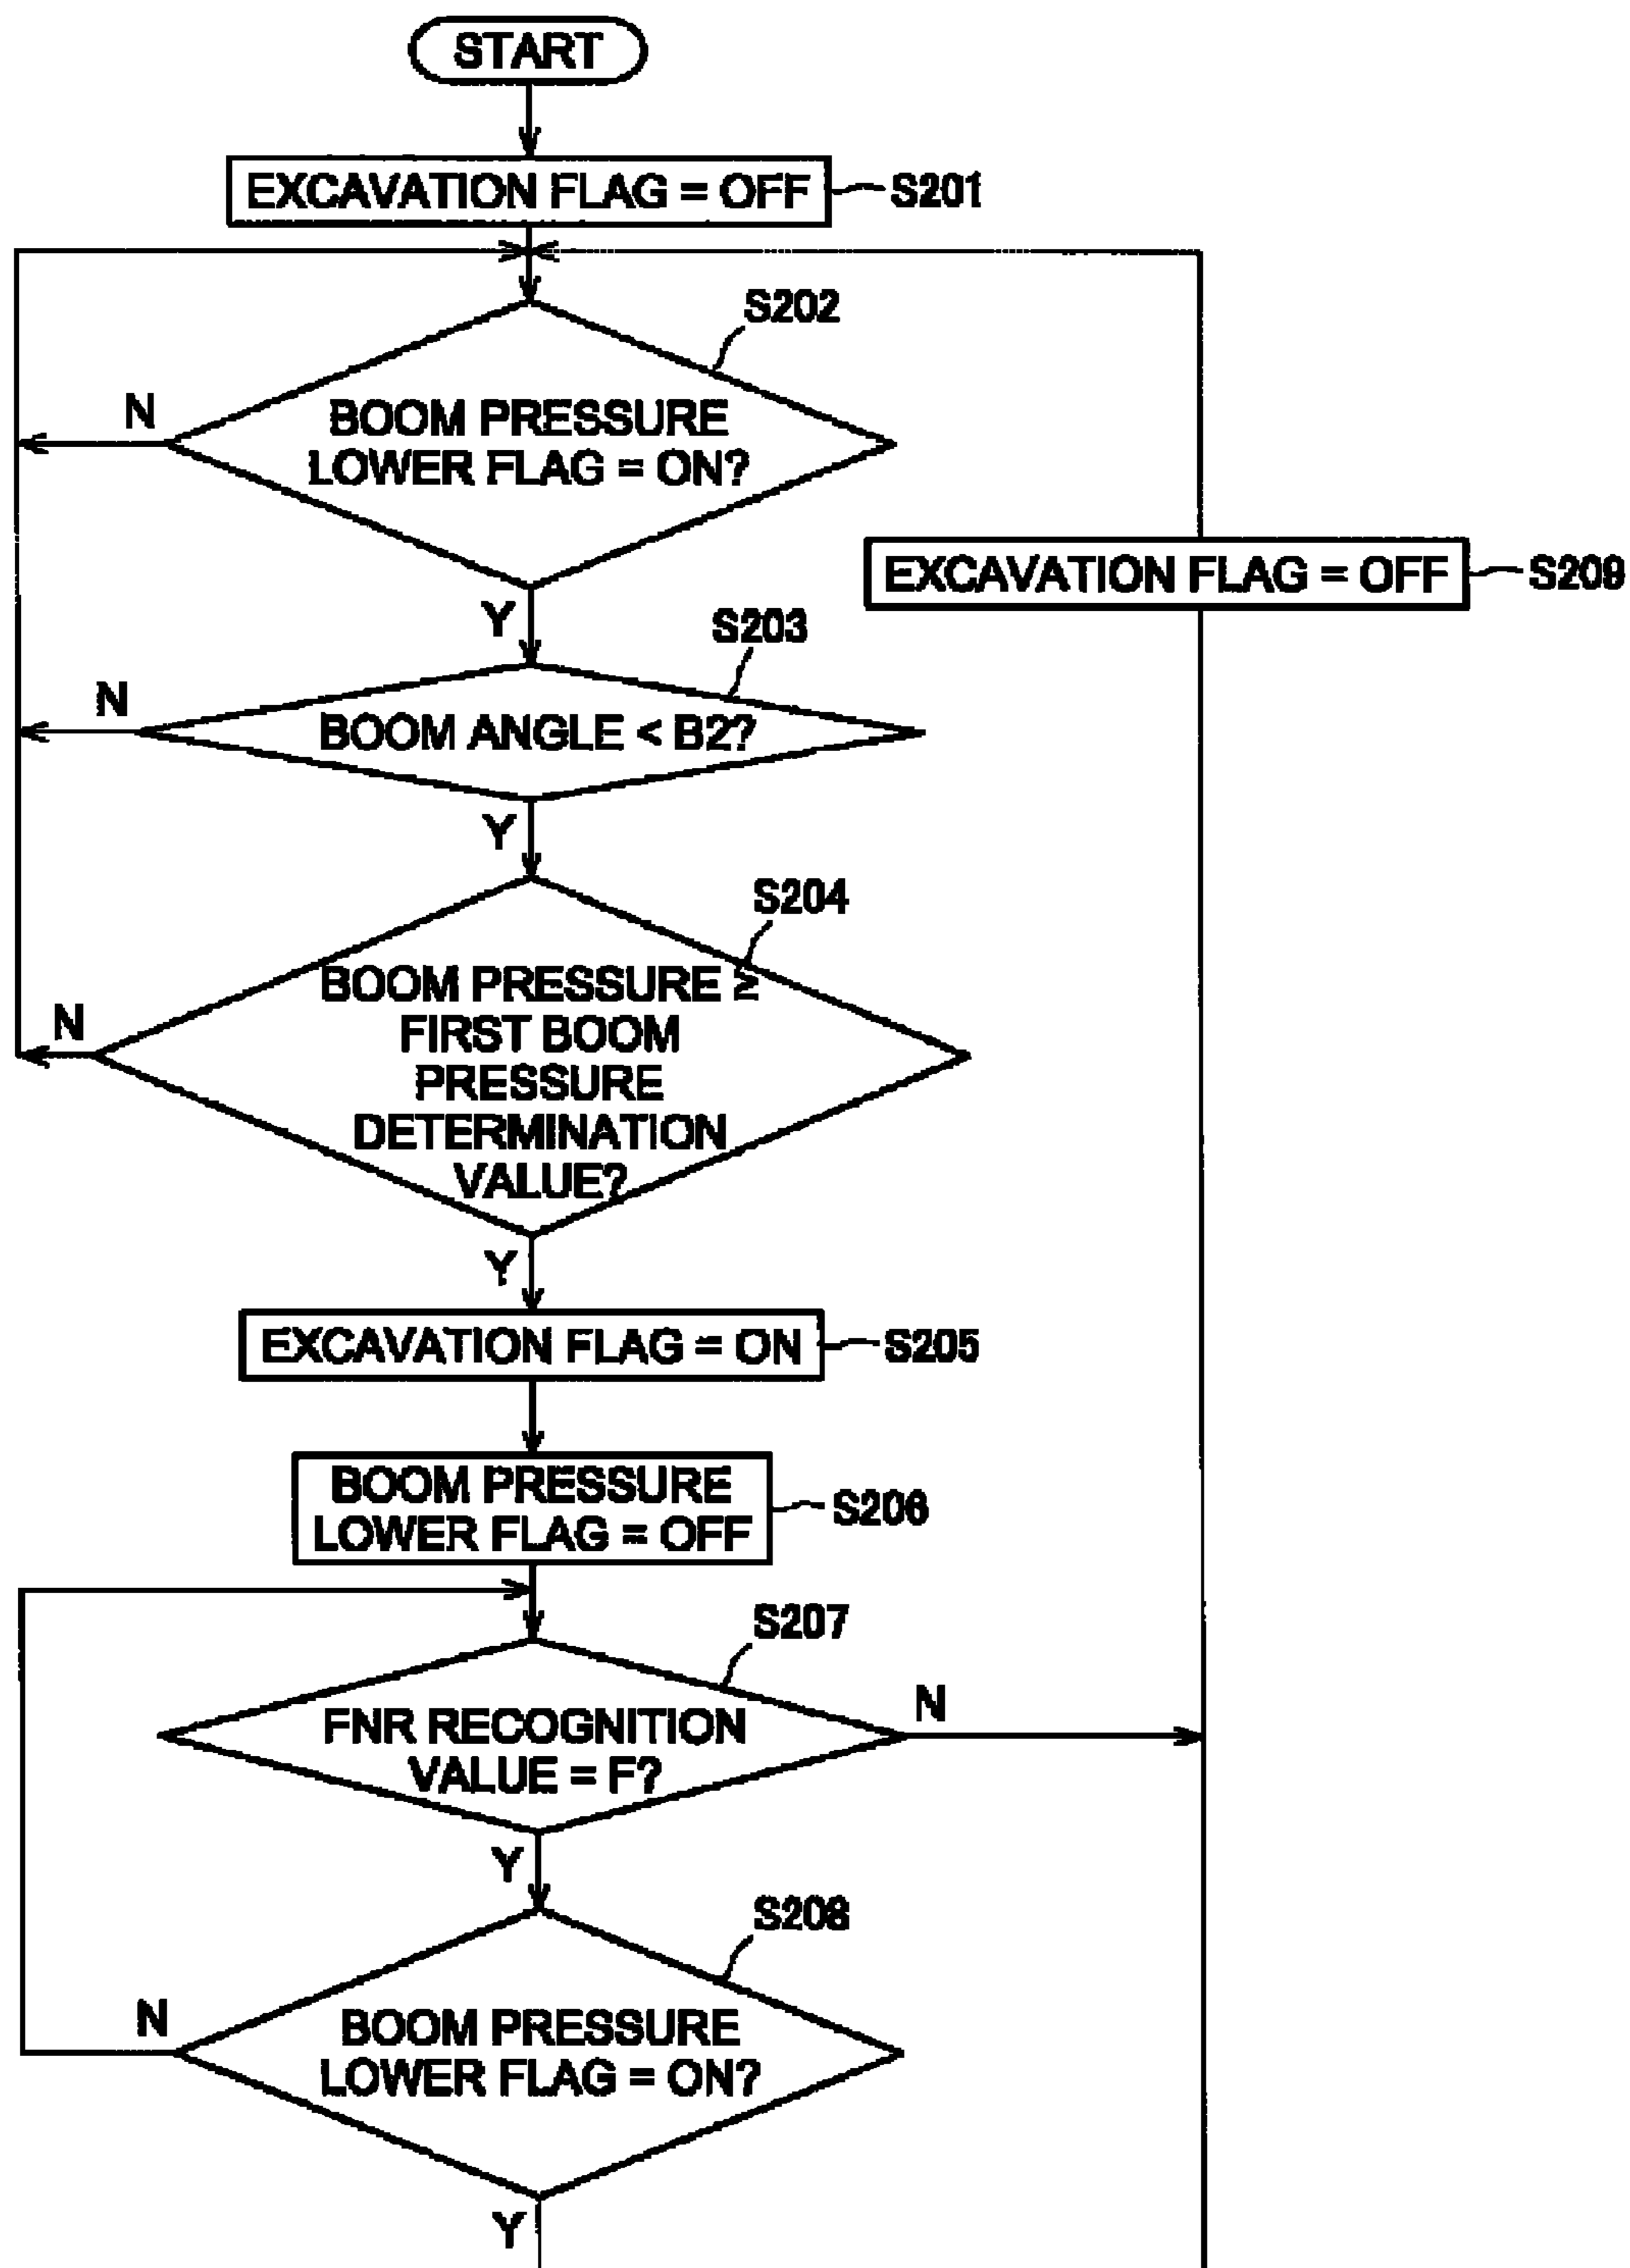 START
EXCAVATION FLAG = OFF
S201
S202
N
BOOM PRESSURE
LOWER FLAG = ON?
EXCAVATION FLAG = OFF
S209
Y
S203
N
BOOM ANGLE < B2?
Y
S204
N
BOOM PRESSURE ≥
FIRST BOOM
PRESSURE
DETERMINATION
VALUE?
Y
EXCAVATION FLAG = ON
S205
BOOM PRESSURE
LOWER FLAG = OFF
S206
S207
N
FNR RECOGNITION
VALUE = F?
Y
S208
N
BOOM PRESSURE
LOWER FLAG = ON?
Y